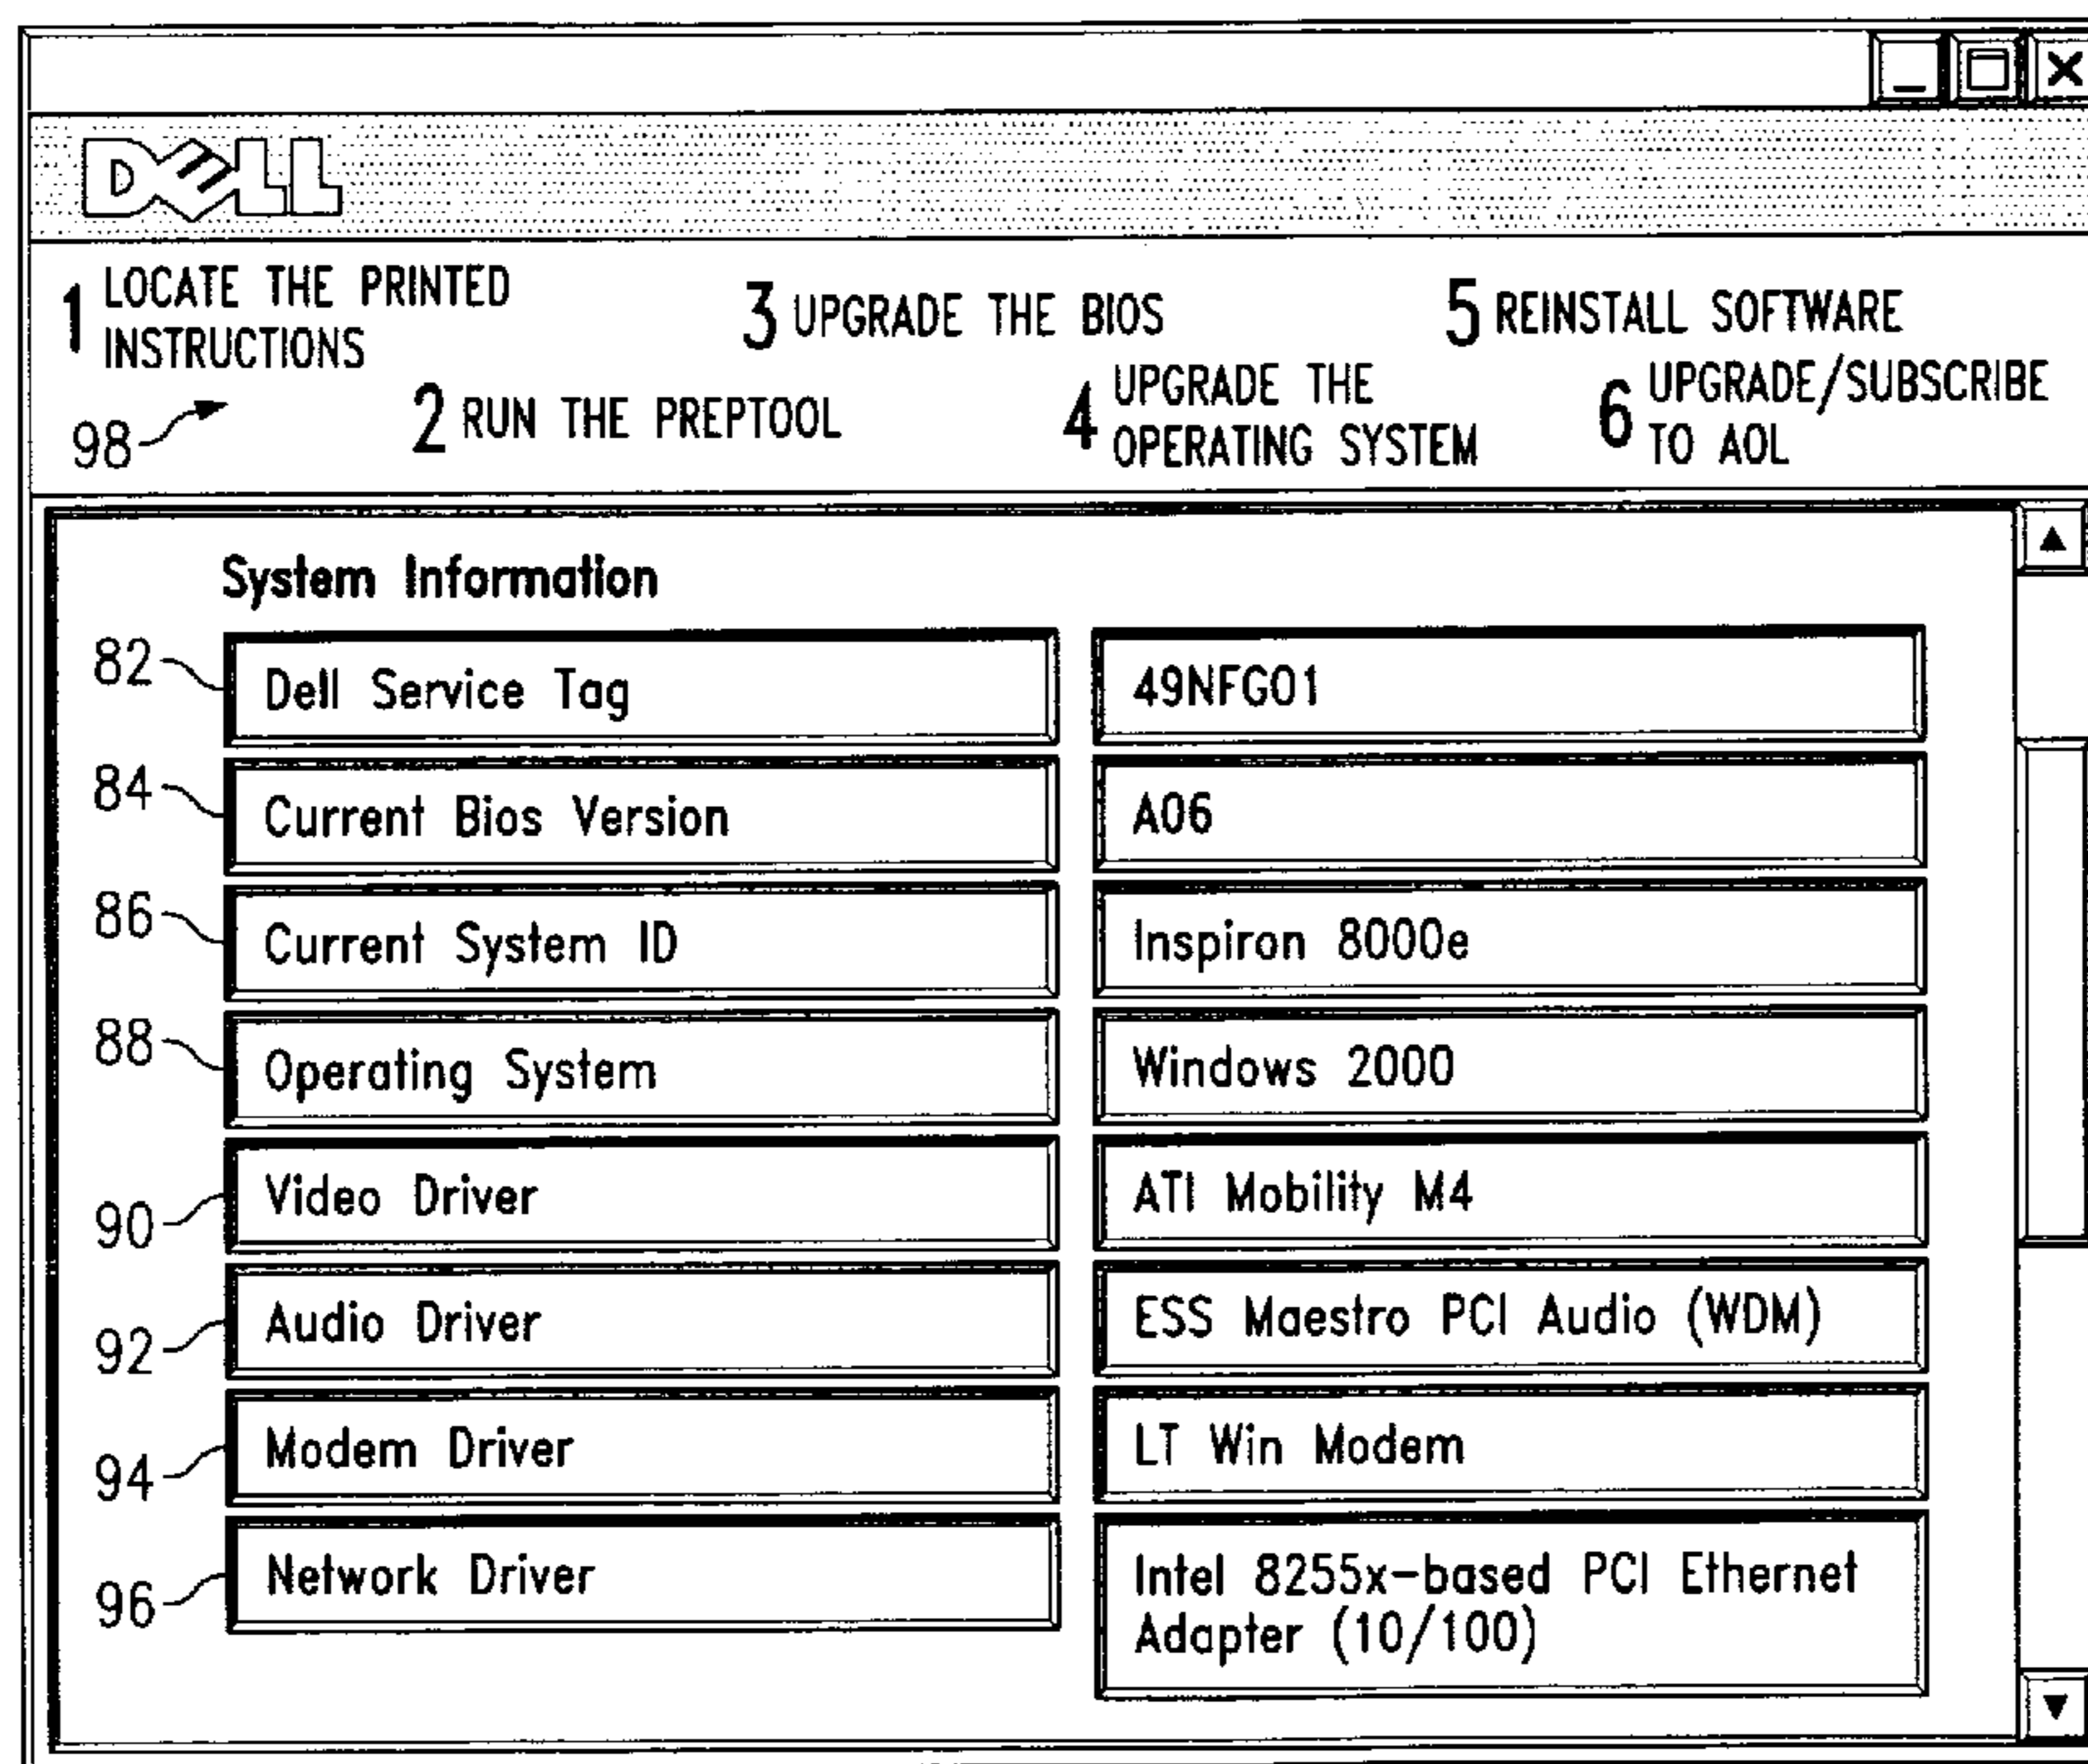 DELL
1 LOCATE THE PRINTED
INSTRUCTIONS
2 RUN THE PREPTOOL
3 UPGRADE THE BIOS
4 UPGRADE THE
OPERATING SYSTEM
5 REINSTALL SOFTWARE
6 UPGRADE/SUBSCRIBE
TO AOL
98
System Information
82 Dell Service Tag 49NFG01
84 Current Bios Version A06
86 Current System ID Inspiron 8000e
88 Operating System Windows 2000
90 Video Driver ATI Mobility M4
92 Audio Driver ESS Maestro PCI Audio (WDM)
94 Modem Driver LT Win Modem
96 Network Driver Intel 8255x-based PCI Ethernet
Adapter (10/100)